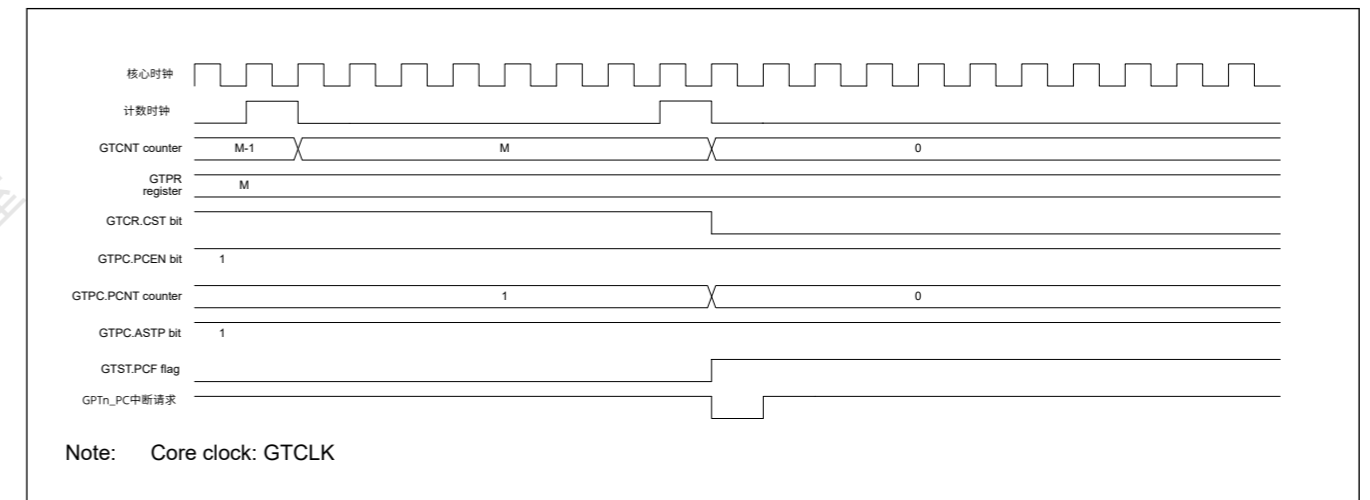 核心时钟
计数时钟
GTCNT counter M-1 M 0
GTPR
register M
GTCR.CST bit
GTPC.PCEN bit 1
GTPC.PCNT counter 1 0
GTPC.ASTP bit 1
GTST.PCF flag
GPTn_PC中断请求
Note: Core clock: GTCLK